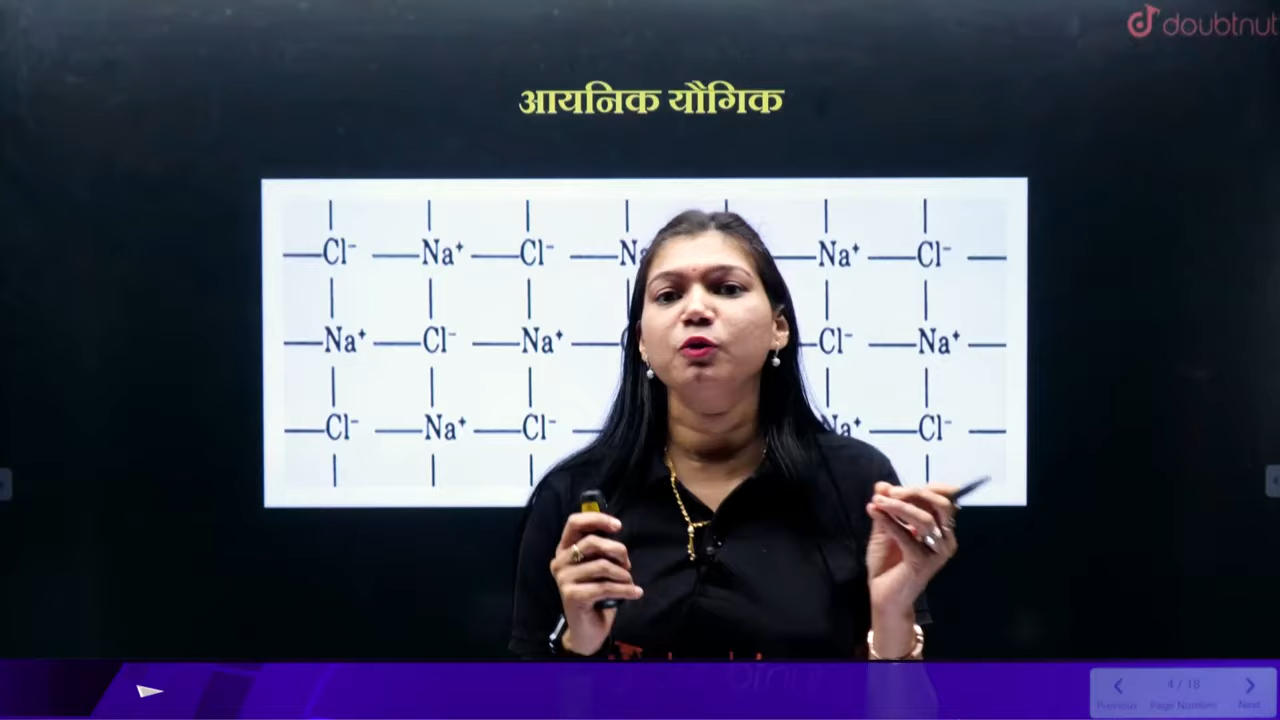 doubtnut
आयनिक यौगिक
Cl⁻ Na⁺ Cl⁻ Na⁺ Cl⁻
Na⁺ Cl⁻ Na⁺ Cl⁻ Na⁺
Cl⁻ Na⁺ Cl⁻ Na⁺ Cl⁻
4 / 18
Previous Page Number Next